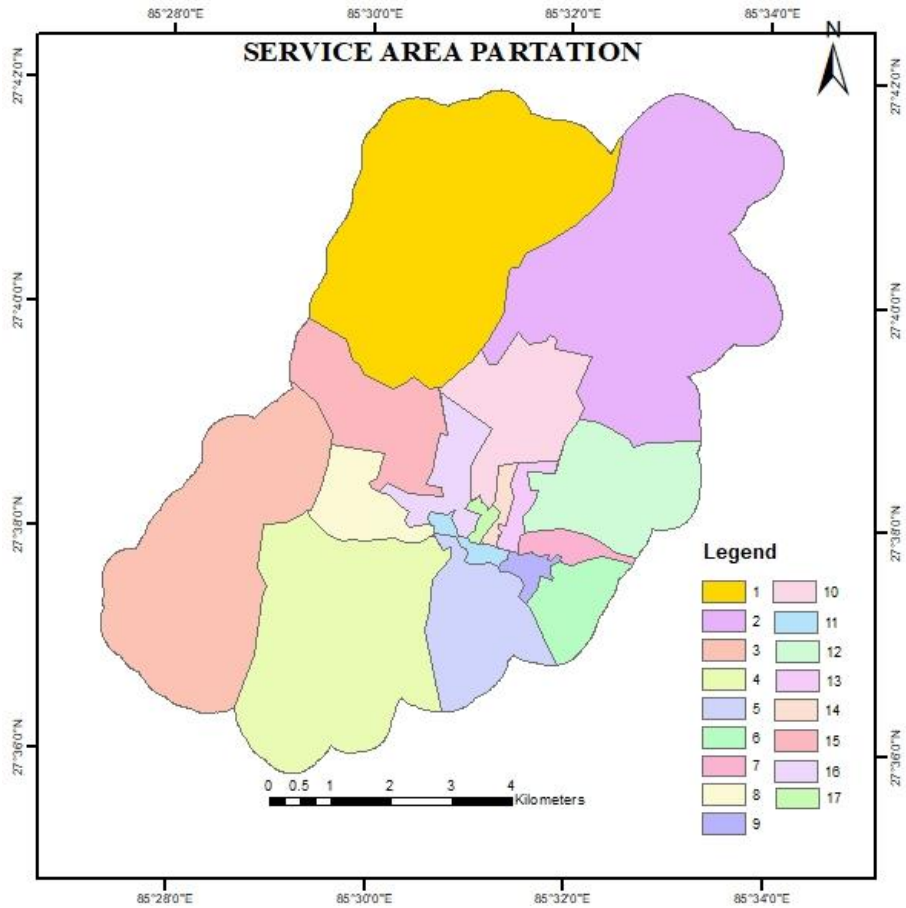 85°28'0"E 85°30'0"E 85°32'0"E 85°34'0"E
N
SERVICE AREA PARTATION
27°42'0"N 27°42'0"N
27°40'0"N 27°40'0"N
27°38'0"N 27°38'0"N
27°36'0"N 27°36'0"N
Legend
1 10
2 11
3 12
4 13
5 14
6 15
7 16
8 17
9
0 0.5 1 2 3 4
Kilometers
85°28'0"E 85°30'0"E 85°32'0"E 85°34'0"E